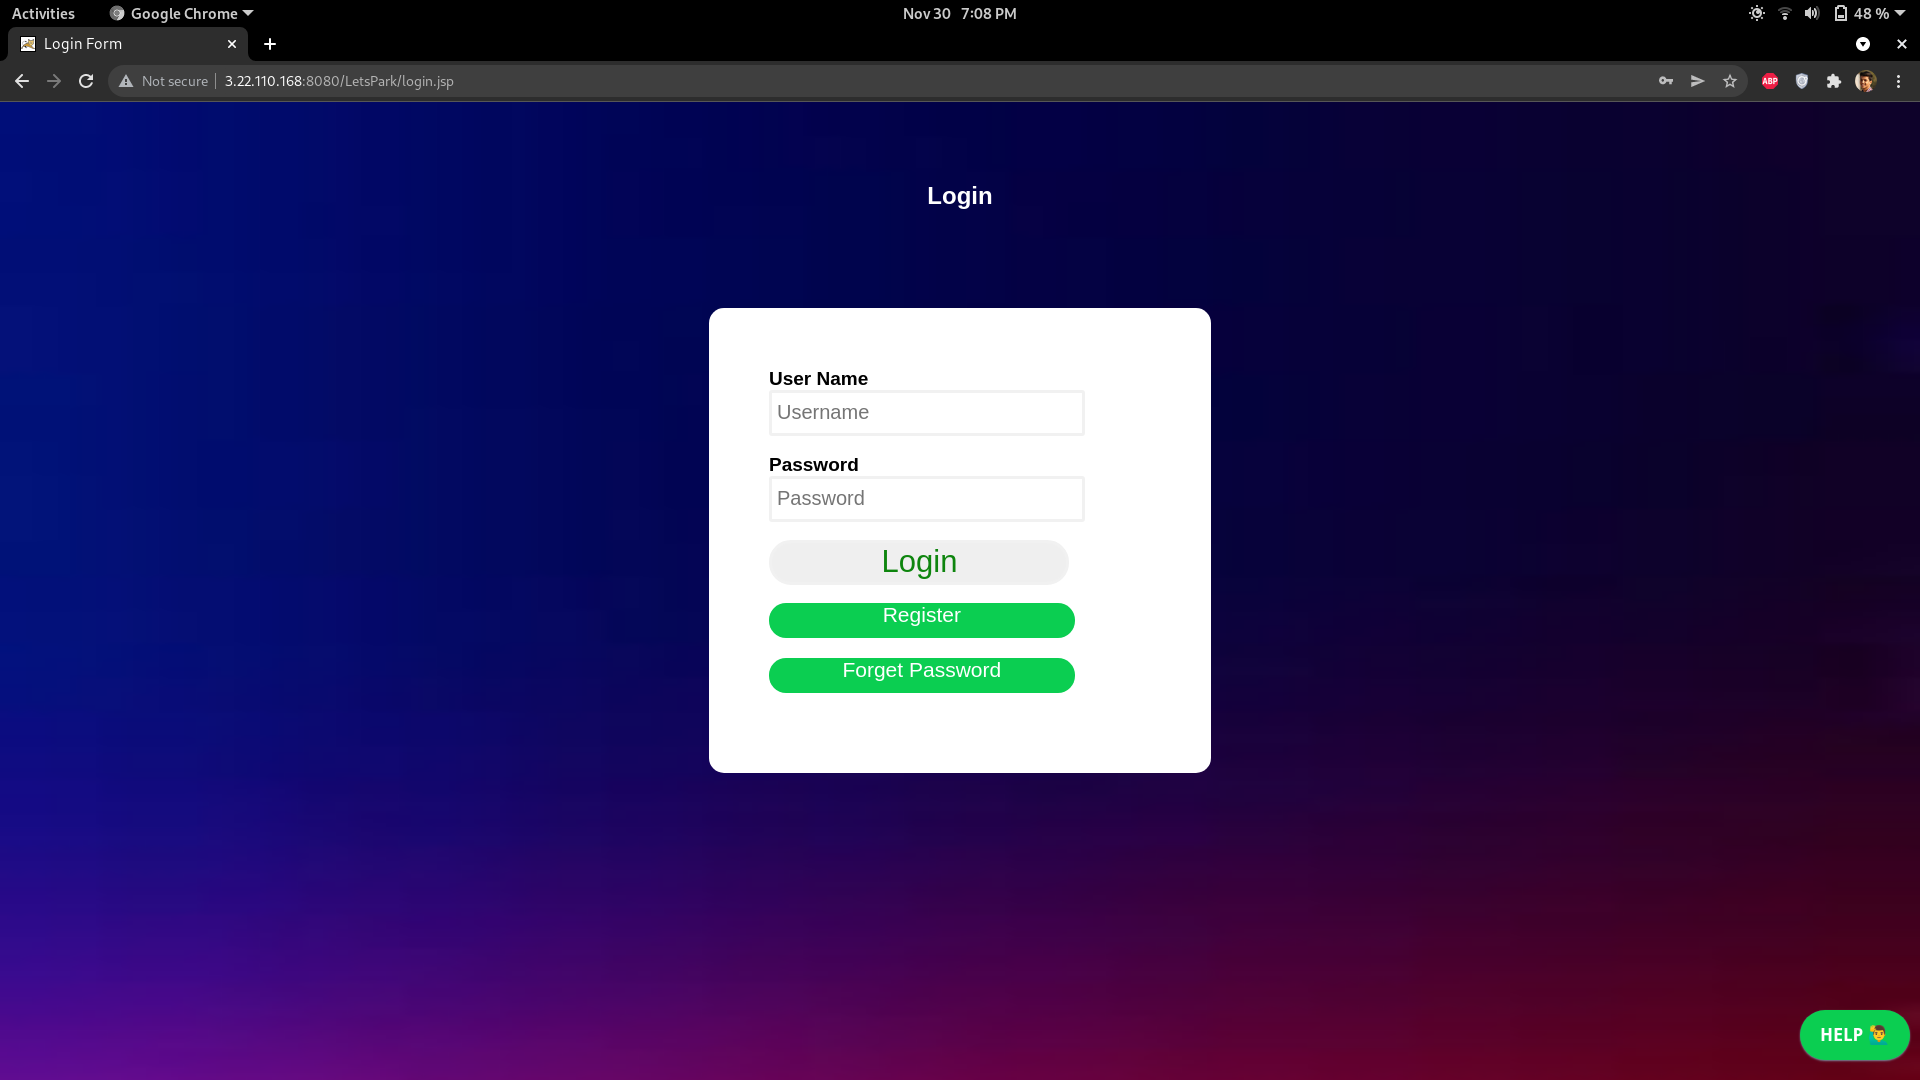 Activities Google Chrome Nov 30 7:08 PM 48 %
Login Form
Not secure 3.22.110.168:8080/LetsPark/login.jsp ABP
Login
User Name
Username
Password
Password
Login
Register
Forget Password
HELP 🙋‍♂️